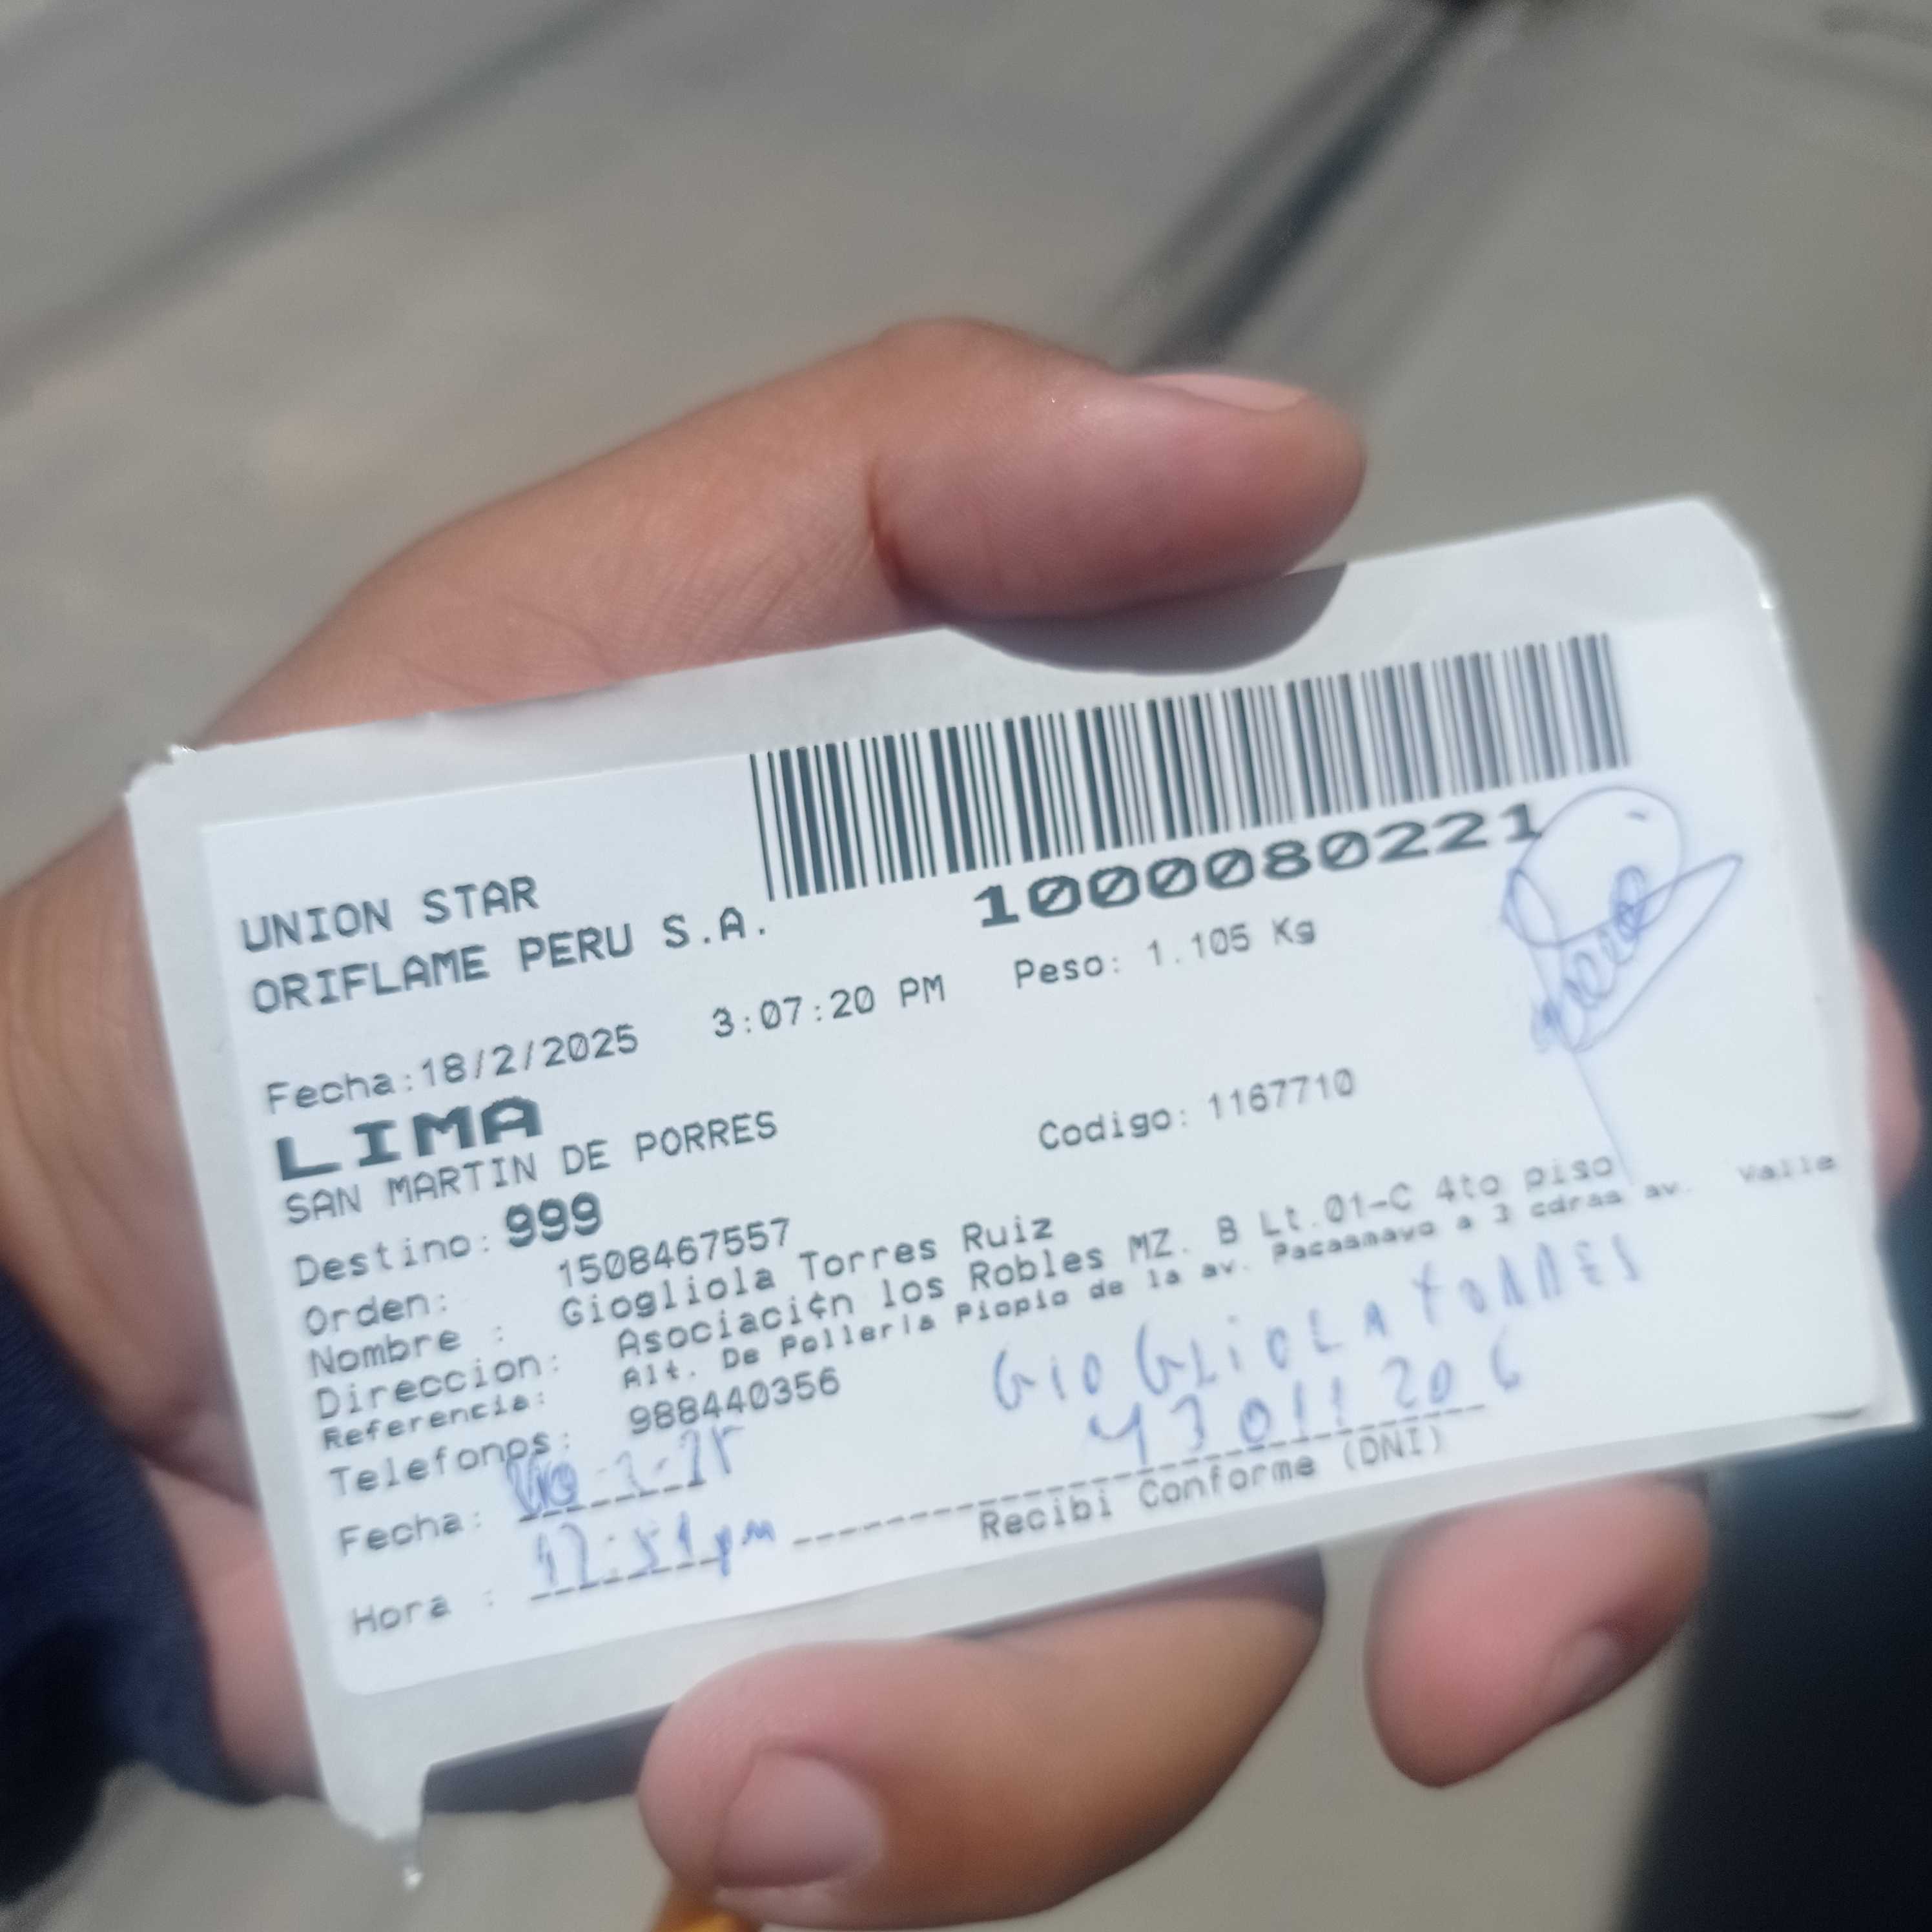 UNION STAR
ORIFLAME PERU S.A.
1000080221
Fecha:18/2/2025 3:07:20 PM Peso: 1.105 Kg
LIMA
SAN MARTIN DE PORRES Codigo: 1167710
Destino: 999
Orden: 1508467557
Nombre : Giogliola Torres Ruiz
Direccion: Asociaci¢n los Robles MZ. B Lt.01-C 4to piso
Referencia: Alt. De Polleria Piopio de la av. Pacasmayo a 3 cdras av. Valle
Telefonos: 988440356
GIOGLIOLA TORRES
43011206
Fecha:
Hora : 12:51pm
Recibi Conforme (DNI)